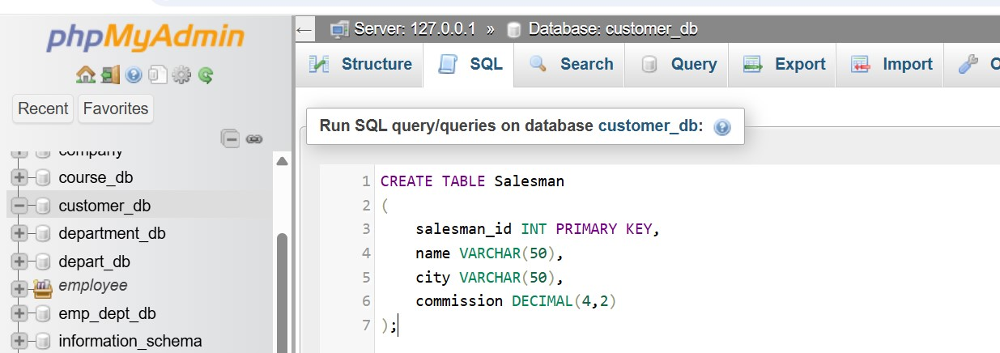 phpMyAdmin
Recent Favorites
company
course_db
customer_db
department_db
depart_db
employee
emp_dept_db
information_schema
Server: 127.0.0.1 » Database: customer_db
Structure SQL Search Query Export Import
Run SQL query/queries on database customer_db:
1 CREATE TABLE Salesman
2 (
3 salesman_id INT PRIMARY KEY,
4 name VARCHAR(50),
5 city VARCHAR(50),
6 commission DECIMAL(4,2)
7 );